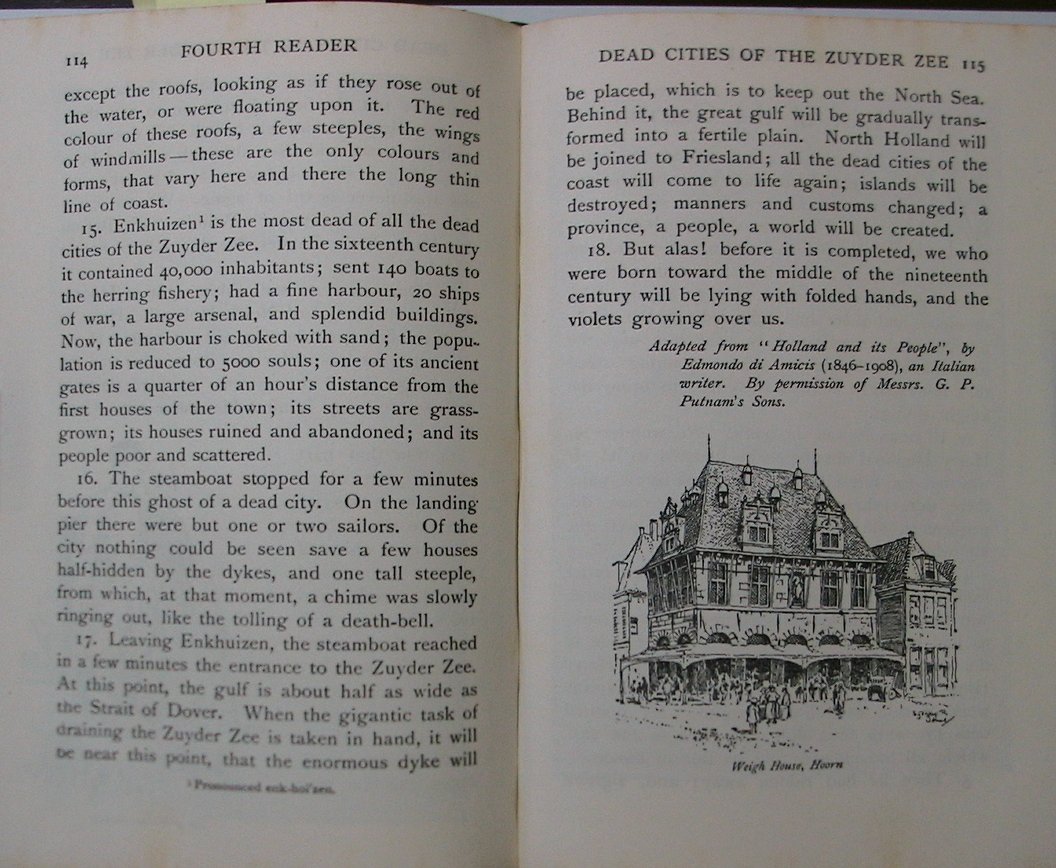 114
FOURTH READER
except the roofs, looking as if they rose out of
the water, or were floating upon it. The red
colour of these roofs, a few steeples, the wings
of windmills—these are the only colours and
forms, that vary here and there the long thin
line of coast.
15. Enkhuizen¹ is the most dead of all the dead
cities of the Zuyder Zee. In the sixteenth century
it contained 40,000 inhabitants; sent 140 boats to
the herring fishery; had a fine harbour, 20 ships
of war, a large arsenal, and splendid buildings.
Now, the harbour is choked with sand; the popu-
lation is reduced to 5000 souls; one of its ancient
gates is a quarter of an hour's distance from the
first houses of the town; its streets are grass-
grown; its houses ruined and abandoned; and its
people poor and scattered.
16. The steamboat stopped for a few minutes
before this ghost of a dead city. On the landing-
pier there were but one or two sailors. Of the
city nothing could be seen save a few houses
half-hidden by the dykes, and one tall steeple,
from which, at that moment, a chime was slowly
ringing out, like the tolling of a death-bell.
17. Leaving Enkhuizen, the steamboat reached
in a few minutes the entrance to the Zuyder Zee.
At this point, the gulf is about half as wide as
the Strait of Dover. When the gigantic task of
draining the Zuyder Zee is taken in hand, it will
be near this point, that the enormous dyke will
¹ Pronounced enk-hoi'zen.
DEAD CITIES OF THE ZUYDER ZEE 115
be placed, which is to keep out the North Sea.
Behind it, the great gulf will be gradually trans-
formed into a fertile plain. North Holland will
be joined to Friesland; all the dead cities of the
coast will come to life again; islands will be
destroyed; manners and customs changed; a
province, a people, a world will be created.
18. But alas! before it is completed, we who
were born toward the middle of the nineteenth
century will be lying with folded hands, and the
violets growing over us.
Adapted from "Holland and its People", by
Edmondo di Amicis (1846–1908), an Italian
writer. By permission of Messrs. G. P.
Putnam's Sons.
Weigh House, Hoorn